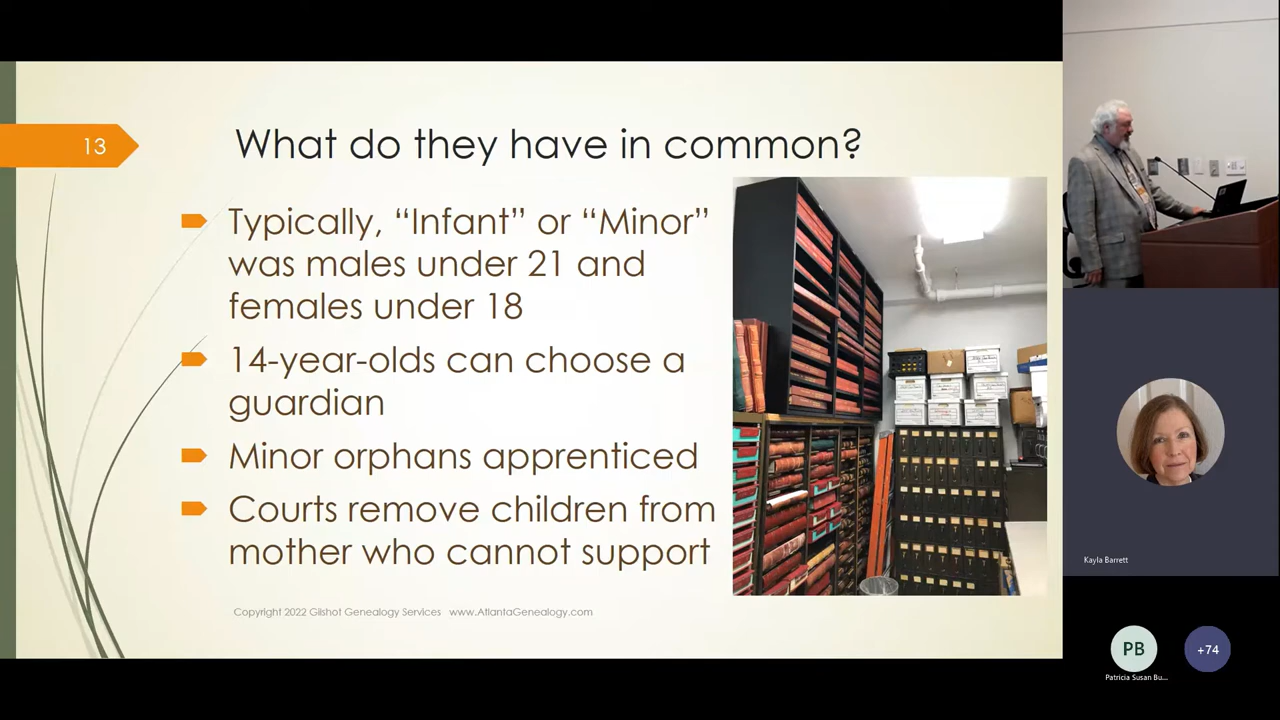 13
What do they have in common?
Typically, “Infant” or “Minor”
was males under 21 and
females under 18
14-year-olds can choose a
guardian
Minor orphans apprenticed
Courts remove children from
mother who cannot support
Copyright 2022 Gilshot Genealogy Services www.AtlantaGenealogy.com
Kayla Barrett
PB
+74
Patricia Susan Bu...